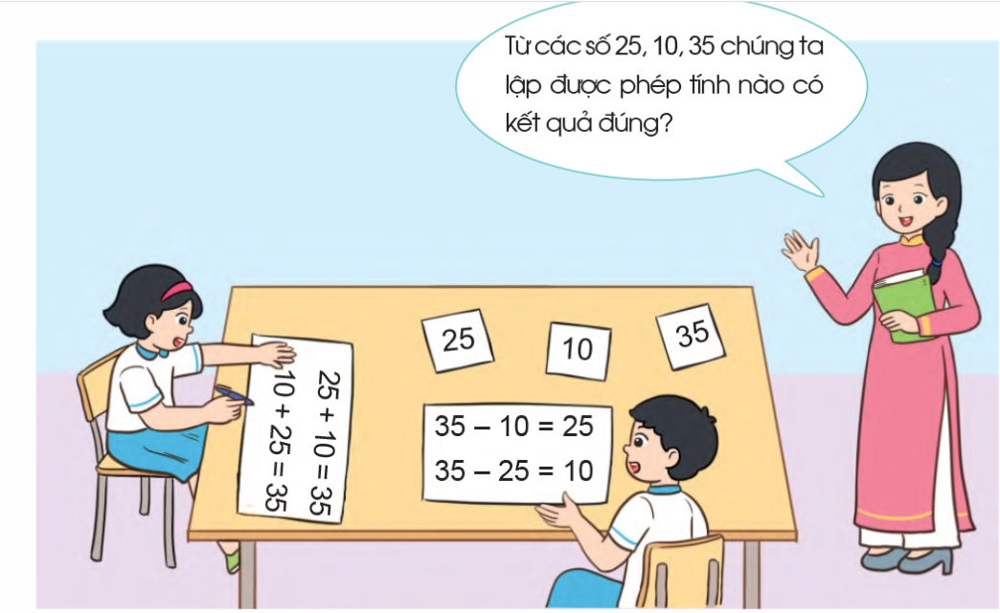 Từ các số 25, 10, 35 chúng ta
lập được phép tính nào có
kết quả đúng?
25
10
35
25 + 10 = 35
10 + 25 = 35
35 – 10 = 25
35 – 25 = 10